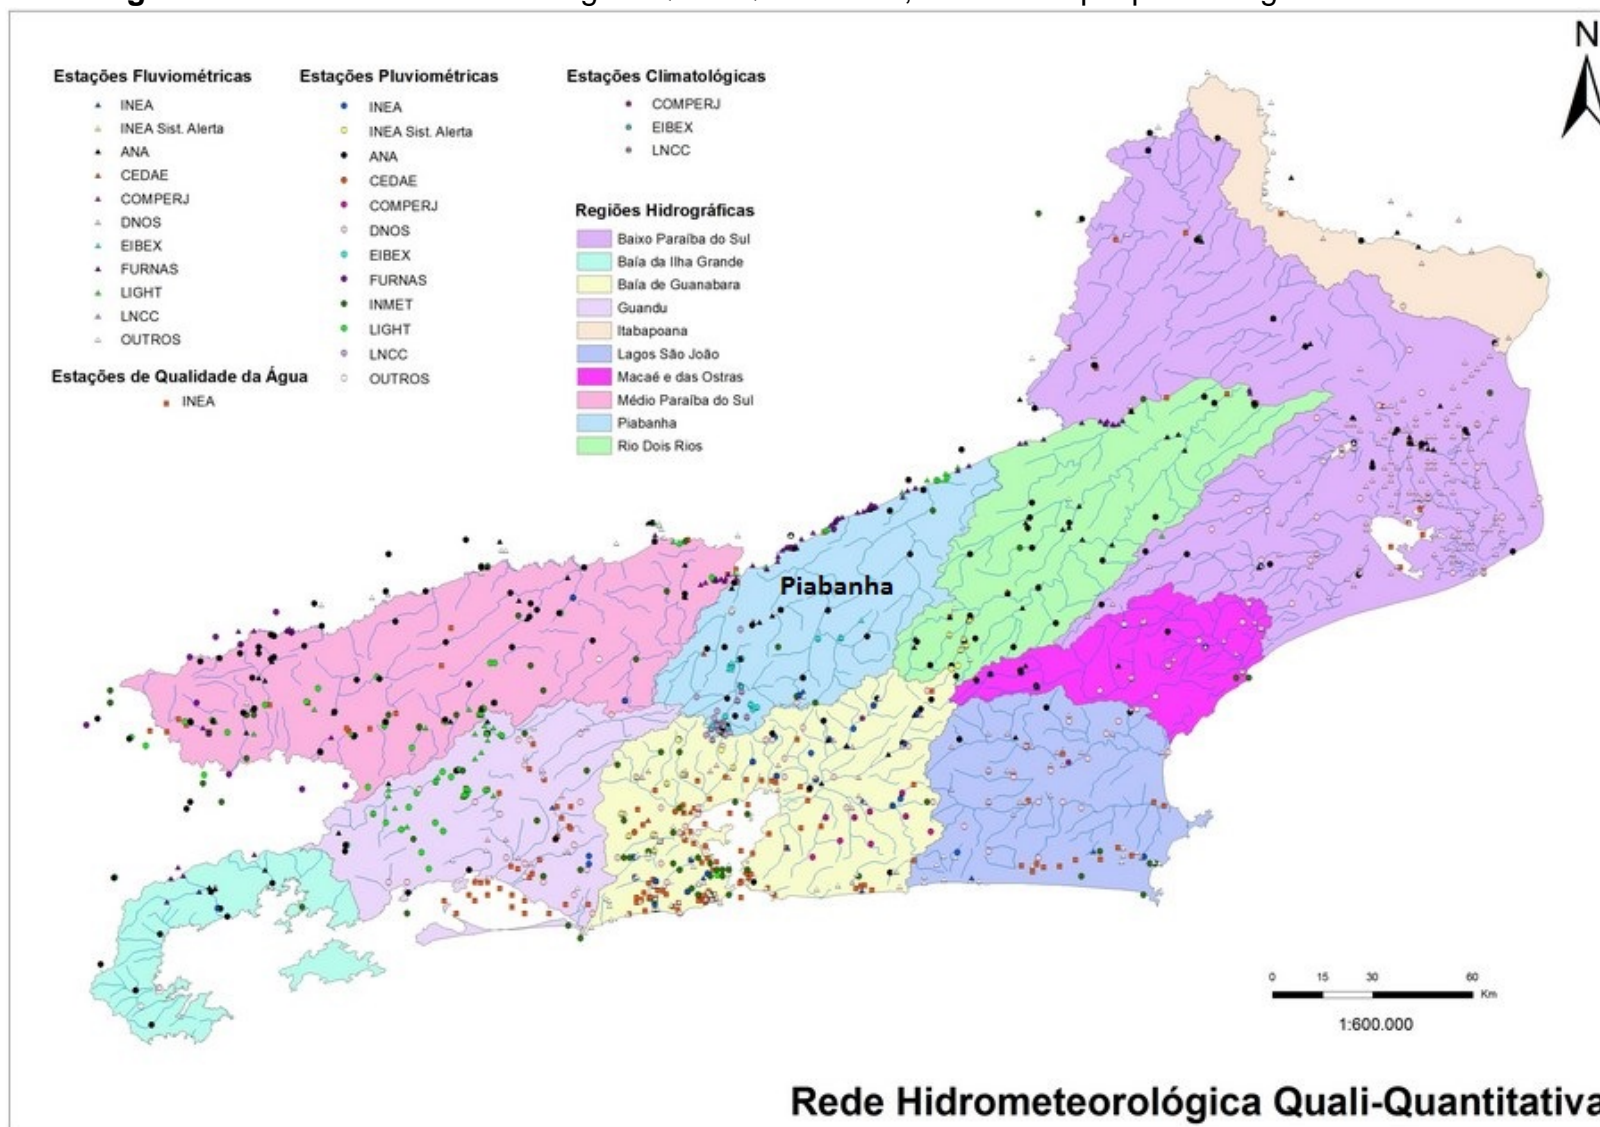 N
Estações Fluviométricas
INEA
INEA Sist. Alerta
ANA
CEDAE
COMPERJ
DNOS
EIBEX
FURNAS
LIGHT
LNCC
OUTROS
Estações de Qualidade da Água
INEA
Estações Pluviométricas
INEA
INEA Sist. Alerta
ANA
CEDAE
COMPERJ
DNOS
EIBEX
FURNAS
INMET
LIGHT
LNCC
OUTROS
Estações Climatológicas
COMPERJ
EIBEX
LNCC
Regiões Hidrográficas
Baixo Paraíba do Sul
Baía da Ilha Grande
Baía de Guanabara
Guandu
Itabapoana
Lagos São João
Macaé e das Ostras
Médio Paraíba do Sul
Piabanha
Rio Dois Rios
Piabanha
0 15 30 60
Km
1:600.000
Rede Hidrometeorológica Quali-Quantitativa